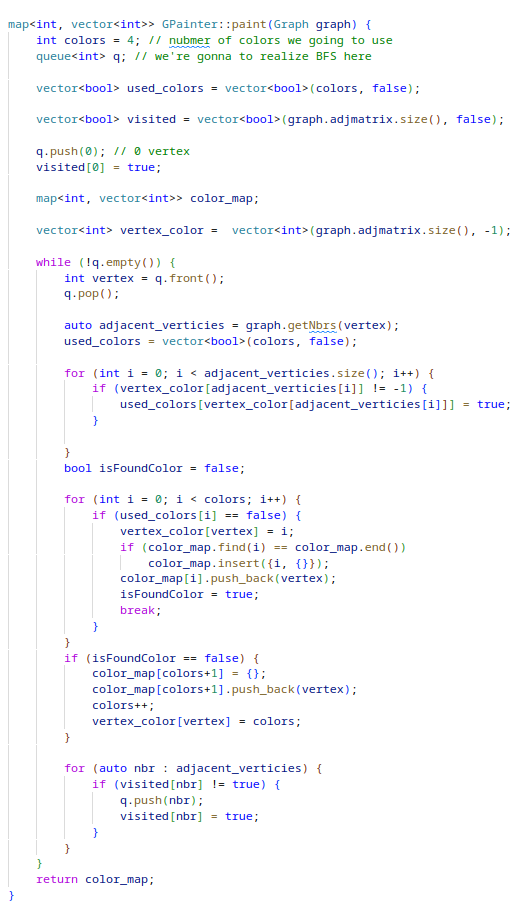 map<int, vector<int>> GPainter::paint(Graph graph) {
    int colors = 4; // nubmer of colors we going to use
    queue<int> q; // we're gonna to realize BFS here

    vector<bool> used_colors = vector<bool>(colors, false);

    vector<bool> visited = vector<bool>(graph.adjmatrix.size(), false);

    q.push(0); // 0 vertex
    visited[0] = true;

    map<int, vector<int>> color_map;

    vector<int> vertex_color =  vector<int>(graph.adjmatrix.size(), -1);

    while (!q.empty()) {
        int vertex = q.front();
        q.pop();

        auto adjacent_verticies = graph.getNbrs(vertex);
        used_colors = vector<bool>(colors, false);

        for (int i = 0; i < adjacent_verticies.size(); i++) {
            if (vertex_color[adjacent_verticies[i]] != -1) {
                used_colors[vertex_color[adjacent_verticies[i]]] = true;
            }

        }
        bool isFoundColor = false;

        for (int i = 0; i < colors; i++) {
            if (used_colors[i] == false) {
                vertex_color[vertex] = i;
                if (color_map.find(i) == color_map.end())
                    color_map.insert({i, {}});
                color_map[i].push_back(vertex);
                isFoundColor = true;
                break;
            }
        }
        if (isFoundColor == false) {
            color_map[colors+1] = {};
            color_map[colors+1].push_back(vertex);
            colors++;
            vertex_color[vertex] = colors;
        }

        for (auto nbr : adjacent_verticies) {
            if (visited[nbr] != true) {
                q.push(nbr);
                visited[nbr] = true;
            }
        }
    }
    return color_map;
}